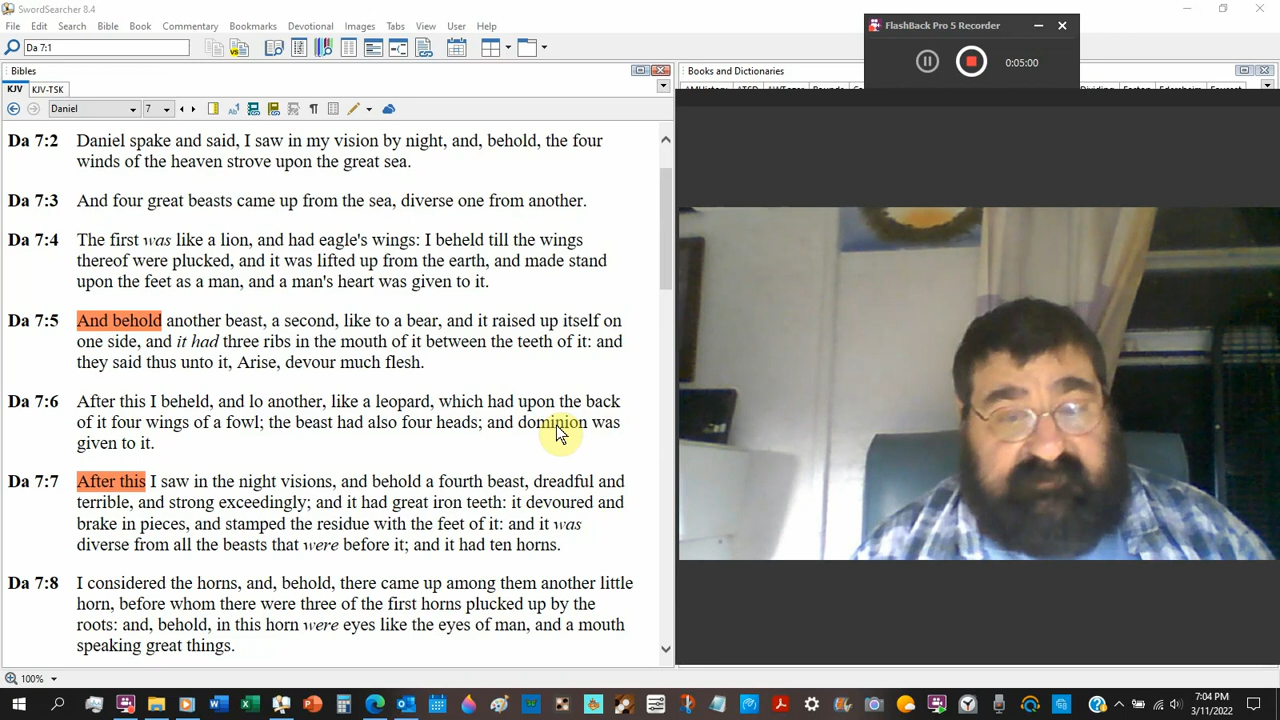 SwordSearcher 8.4
File Edit Search Bible Book Commentary Bookmarks Devotional Images Tabs View User Help
FlashBack Pro 5 Recorder
0:05:00
Da 7:1
Bibles
Books and Dictionaries
KJV KJV-TSK
Daniel 7
Da 7:2 Daniel spake and said, I saw in my vision by night, and, behold, the four
winds of the heaven strove upon the great sea.
Da 7:3 And four great beasts came up from the sea, diverse one from another.
Da 7:4 The first was like a lion, and had eagle's wings: I beheld till the wings
thereof were plucked, and it was lifted up from the earth, and made stand
upon the feet as a man, and a man's heart was given to it.
Da 7:5 And behold another beast, a second, like to a bear, and it raised up itself on
one side, and it had three ribs in the mouth of it between the teeth of it: and
they said thus unto it, Arise, devour much flesh.
Da 7:6 After this I beheld, and lo another, like a leopard, which had upon the back
of it four wings of a fowl; the beast had also four heads; and dominion was
given to it.
Da 7:7 After this I saw in the night visions, and behold a fourth beast, dreadful and
terrible, and strong exceedingly; and it had great iron teeth: it devoured and
brake in pieces, and stamped the residue with the feet of it: and it was
diverse from all the beasts that were before it; and it had ten horns.
Da 7:8 I considered the horns, and, behold, there came up among them another little
horn, before whom there were three of the first horns plucked up by the
roots: and, behold, in this horn were eyes like the eyes of man, and a mouth
speaking great things.
100%
7:04 PM
3/11/2022